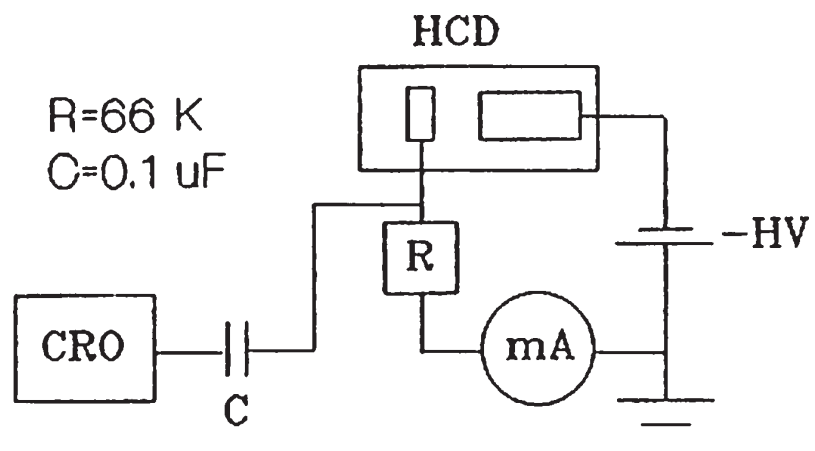 HCD
R=66 K
C=0.1 uF
-HV
R
CRO
mA
C